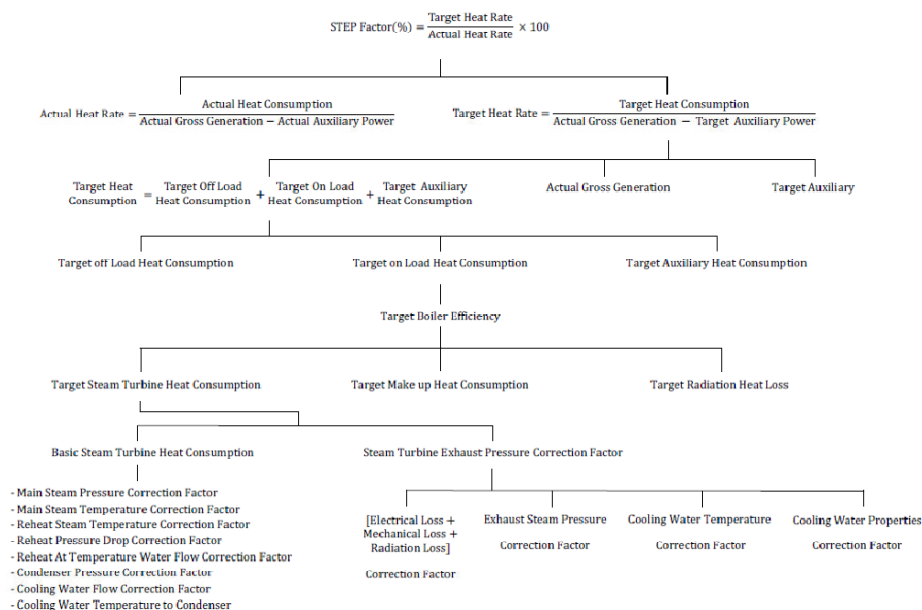 STEP Factor(%) = Target Heat Rate / Actual Heat Rate × 100
Actual Heat Rate = Actual Heat Consumption / Actual Gross Generation − Actual Auxiliary Power
Target Heat Rate = Target Heat Consumption / Actual Gross Generation − Target Auxiliary Power
Target Heat Consumption = Target Off Load Heat Consumption + Target On Load Heat Consumption + Target Auxiliary Heat Consumption
Actual Gross Generation
Target Auxiliary
Target off Load Heat Consumption
Target on Load Heat Consumption
Target Auxiliary Heat Consumption
Target Boiler Efficiency
Target Steam Turbine Heat Consumption
Target Make up Heat Consumption
Target Radiation Heat Loss
Basic Steam Turbine Heat Consumption
Steam Turbine Exhaust Pressure Correction Factor
- Main Steam Pressure Correction Factor
- Main Steam Temperature Correction Factor
- Reheat Steam Temperature Correction Factor
- Reheat Pressure Drop Correction Factor
- Reheat At Temperature Water Flow Correction Factor
- Condenser Pressure Correction Factor
- Cooling Water Flow Correction Factor
- Cooling Water Temperature to Condenser
[Electrical Loss +
Mechanical Loss +
Radiation Loss]
Correction Factor
Exhaust Steam Pressure
Correction Factor
Cooling Water Temperature
Correction Factor
Cooling Water Properties
Correction Factor